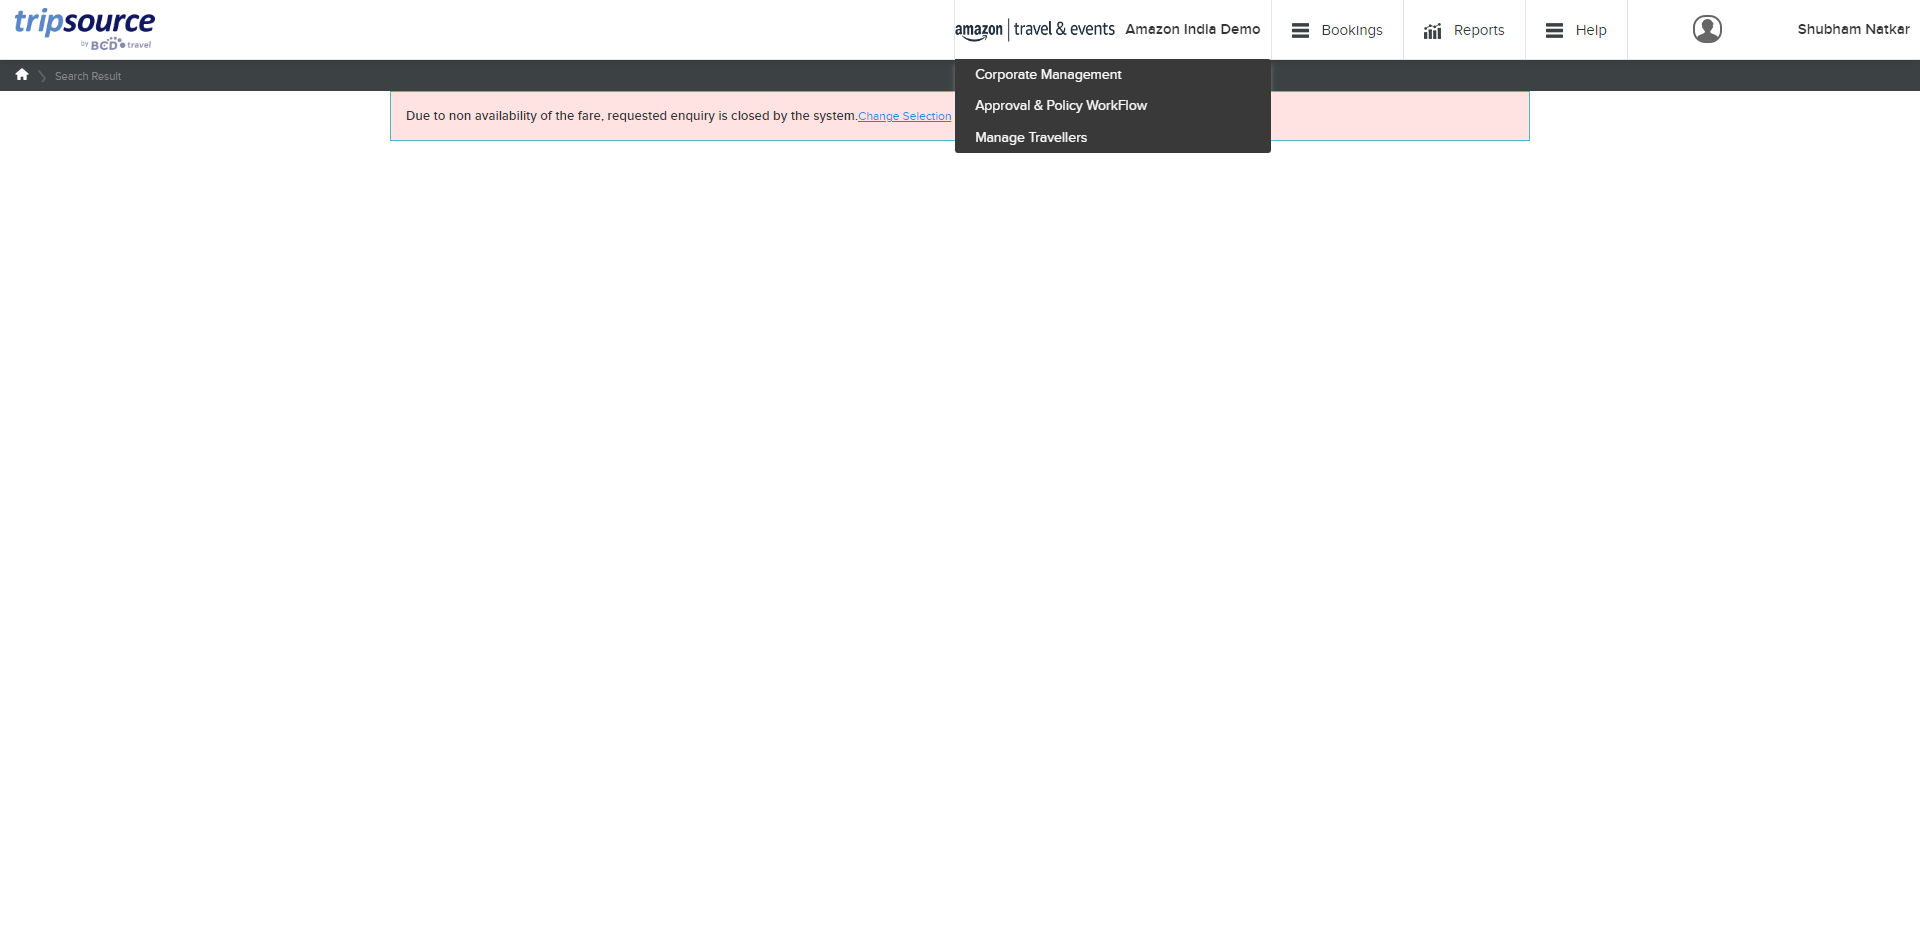 tripsource
by BCD travel
amazon | travel & events Amazon India Demo Bookings Reports Help Shubham Natkar
Search Result
Corporate Management
Approval & Policy WorkFlow
Manage Travellers
Due to non availability of the fare, requested enquiry is closed by the system.Change Selection